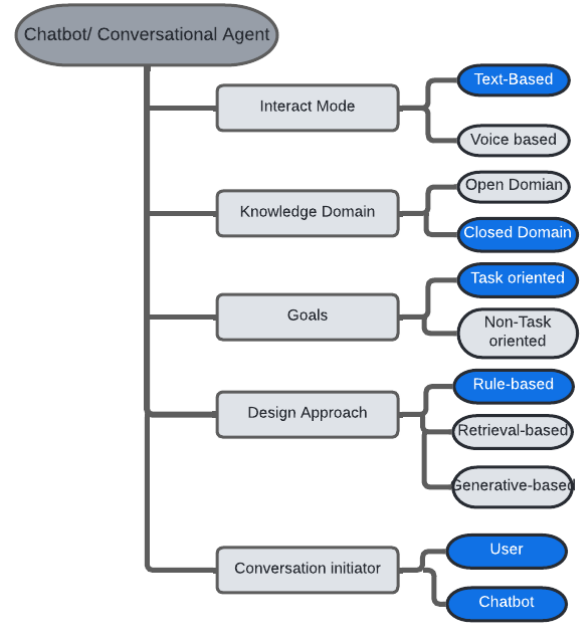 Chatbot/ Conversational Agent
Interact Mode
Text-Based
Voice based
Knowledge Domain
Open Domian
Closed Domain
Goals
Task oriented
Non-Task
oriented
Design Approach
Rule-based
Retrieval-based
Generative-based
Conversation initiator
User
Chatbot